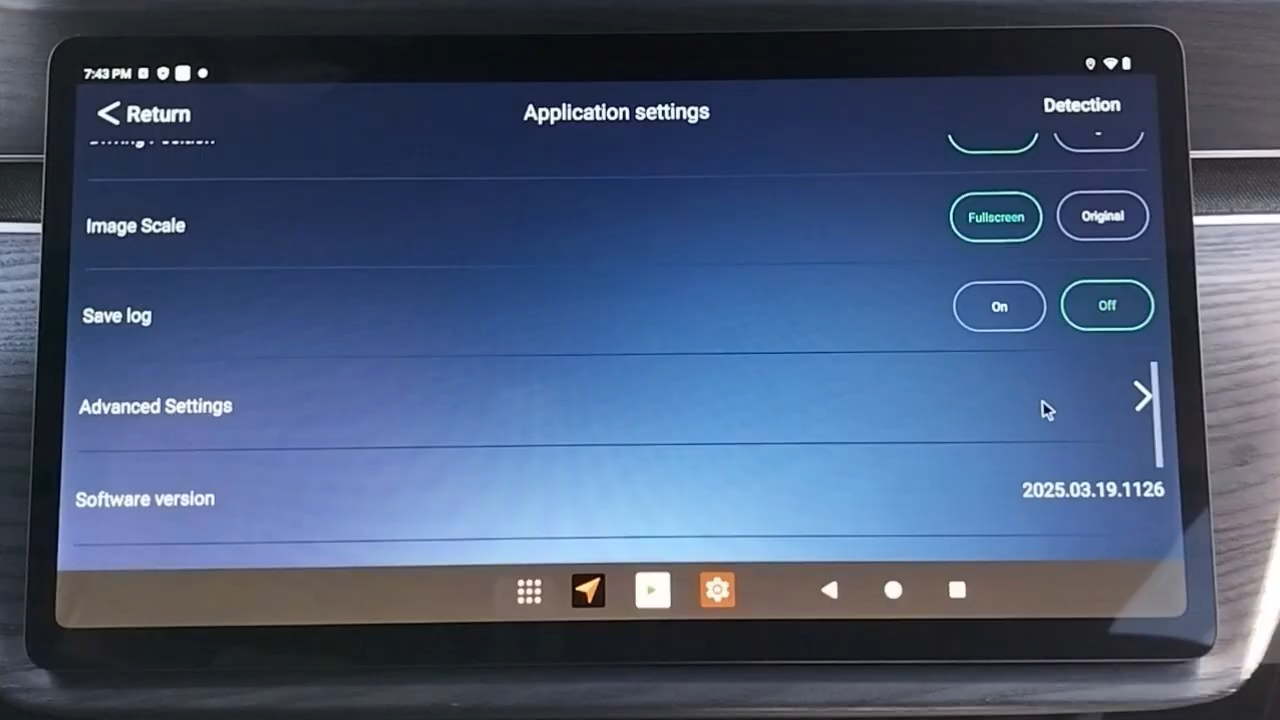 7:43 PM
Return
Application settings
Detection
Image Scale
Fullscreen
Original
Save log
On
Off
Advanced Settings
Software version
2025.03.19.1126